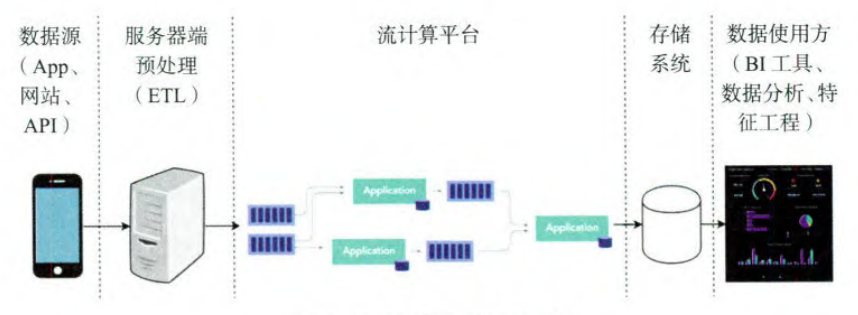 数据源
（App、
网站、
API）
服务器端
预处理
（ETL）
流计算平台
Application
Application
Application
存储
系统
数据使用方
（BI 工具、
数据分析、特
征工程）